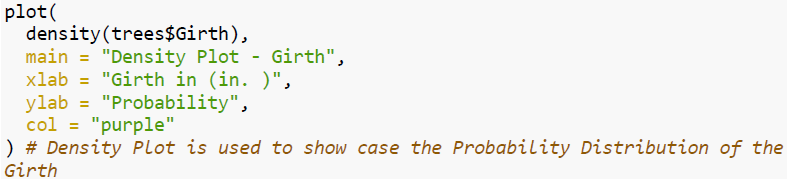 plot(
  density(trees$Girth),
  main = "Density Plot - Girth",
  xlab = "Girth in (in. )",
  ylab = "Probability",
  col = "purple"
) # Density Plot is used to show case the Probability Distribution of the
Girth